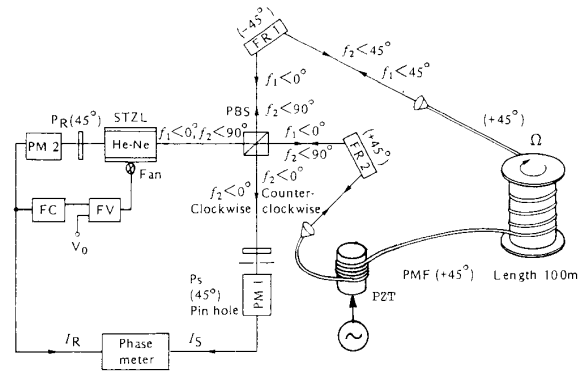 (-45°)
FR 1
f2<45°
f1<45°
f1<0°
(+45°)
PR(45°)
STZL
PBS
f2<90°
Ω
PM 2
He-Ne
f1<0°, f2<90°
f1<0°
f2<90°
(+45°)
FR 2
Fan
f2<0°
f2<0°
Counter-
Clockwise
clockwise
FC
FV
V0
PMF (+45°)
Length 100m
PS
(45°)
Pin hole
PM 1
PZT
IR
Phase
meter
IS